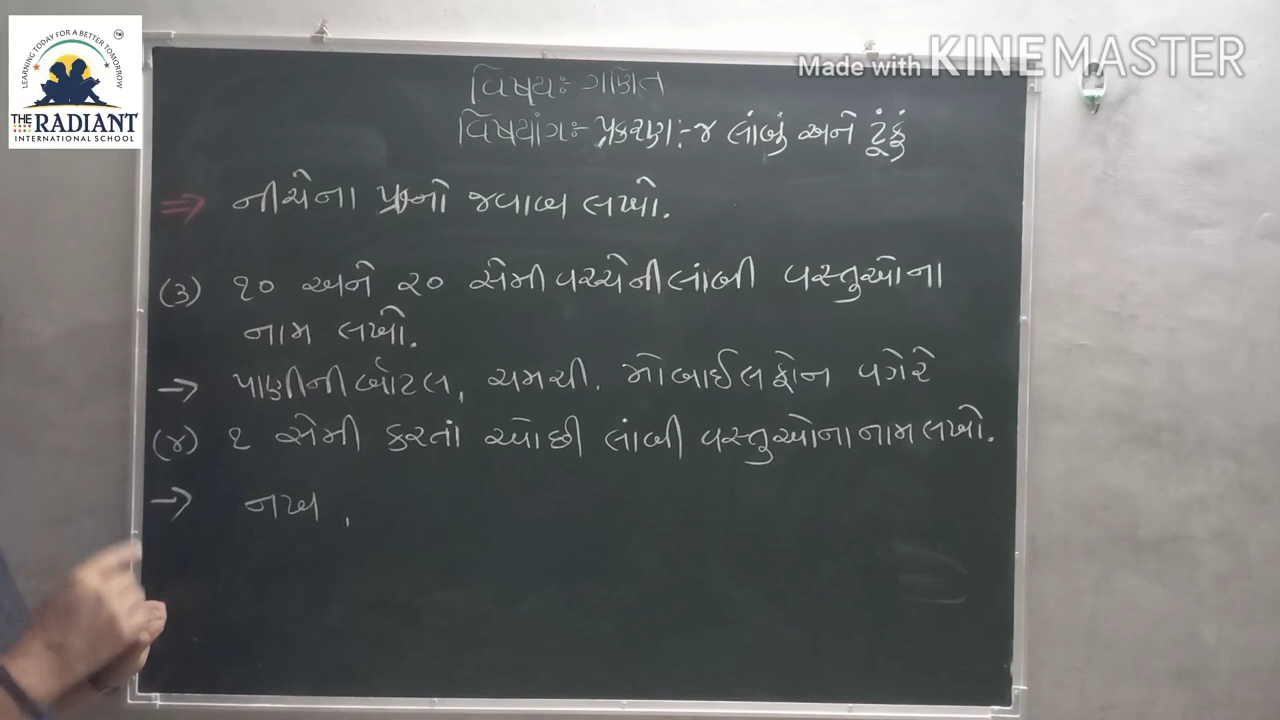 LEARNING TODAY FOR A BETTER TOMORROW
TM
THE RADIANT
INTERNATIONAL SCHOOL
Made with KINEMASTER
વિષયઃ- ગણિત
વિષયાંગઃ- પ્રકરણ:-૪ લાંબું અને ટૂંકું
⇒ નીચેના પ્રશ્નનો જવાબ લખો.
(૩) ૧૦ અને ૨૦ સેમી વચ્ચેની લાંબી વસ્તુઓના
નામ લખો.
→ પાણીની બોટલ, ચમચી. મોબાઈલ ફોન વગેરે
(૪) ૧ સેમી કરતાં ઓછી લાંબી વસ્તુઓના નામ લખો.
→ નખ ,